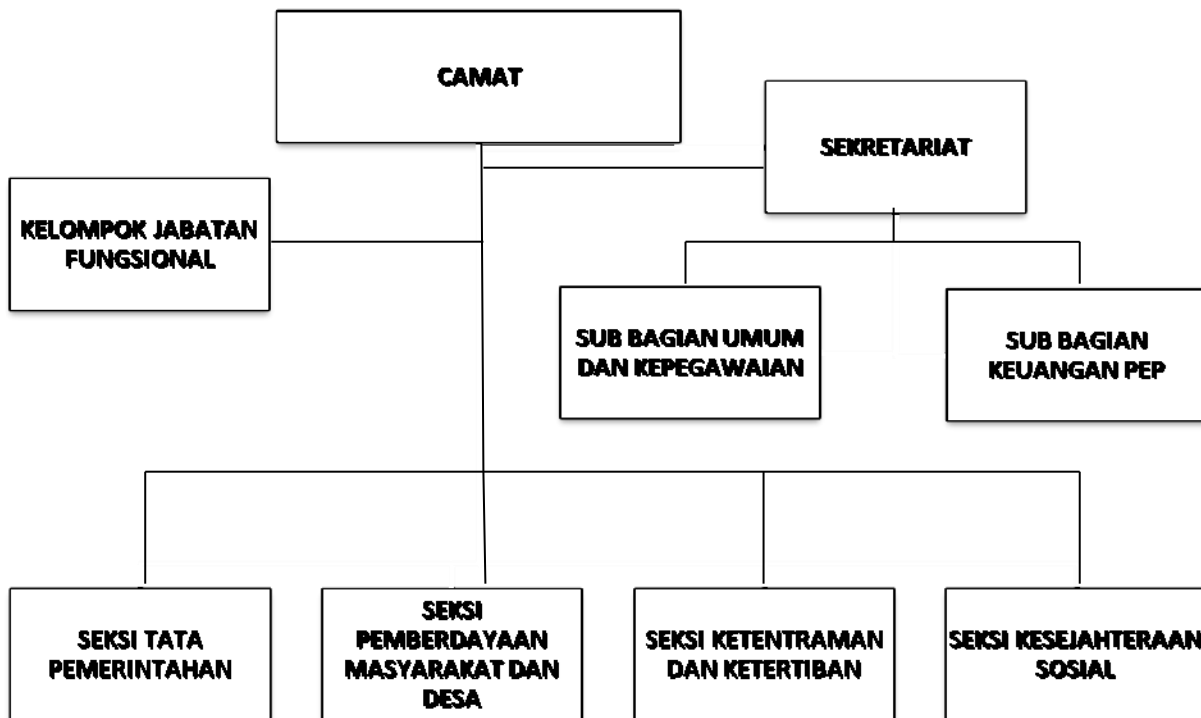 CAMAT
SEKRETARIAT
KELOMPOK JABATAN
FUNGSIONAL
SUB BAGIAN UMUM
DAN KEPEGAWAIAN
SUB BAGIAN
KEUANGAN PEP
SEKSI TATA
PEMERINTAHAN
SEKSI
PEMBERDAYAAN
MASYARAKAT DAN
DESA
SEKSI KETENTRAMAN
DAN KETERTIBAN
SEKSI KESEJAHTERAAN
SOSIAL